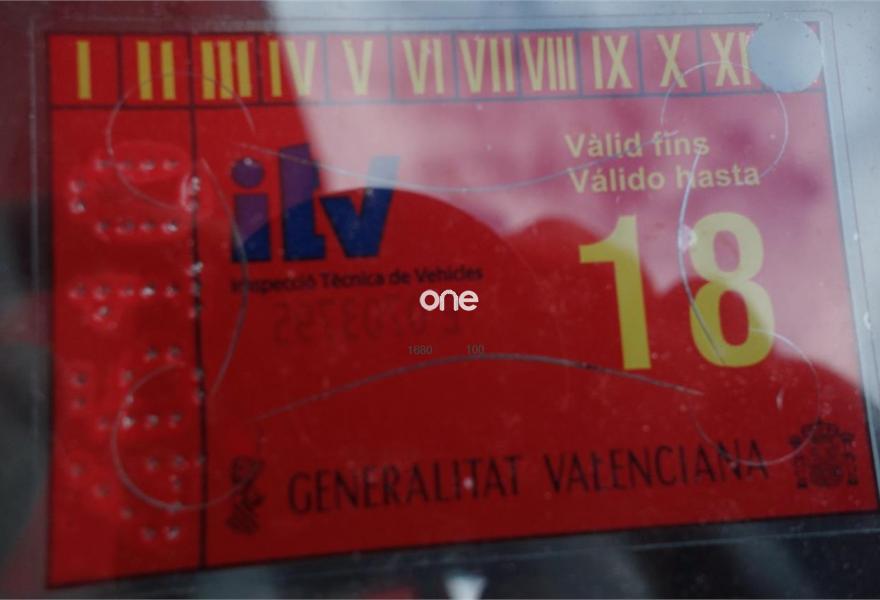 I II III IV V VI VII VIII IX X XI
Vàlid fins
Válido hasta
itv
18
Inspecció Tècnica de Vehicles
one
1680 100
GENERALITAT VALENCIANA